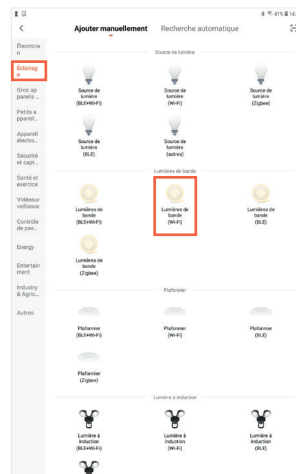 41% 14:
Ajouter manuellement Recherche automatique
Électricie
n
Éclairag
e
Gros ap
pareils ...
Petits a
ppareil...
Appareil
électro...
Sécurité
et capt...
Santé et
exercice
Vidéosur
veillance
Contrôle
de pas...
Energy
Entertain
ment
Industry
& Agric...
Autres
Source de lumière
Source de
lumière
(BLE+Wi-Fi)
Source de
lumière
(Wi-Fi)
Source de
lumière
(Zigbee)
Source de
lumière
(BLE)
Source de
lumière
(autres)
Lumières de bande
Lumières de
bande
(BLE+Wi-Fi)
Lumières de
bande
(Wi-Fi)
Lumières de
bande
(BLE)
Lumières de
bande
(Zigbee)
Plafonnier
Plafonnier
(BLE+Wi-Fi)
Plafonnier
(Wi-Fi)
Plafonnier
(BLE)
Plafonnier
(Zigbee)
Lumière à induction
Lumière à
induction
(BLE+Wi-Fi)
Lumière à
induction
(Wi-Fi)
Lumière à
induction
(BLE)